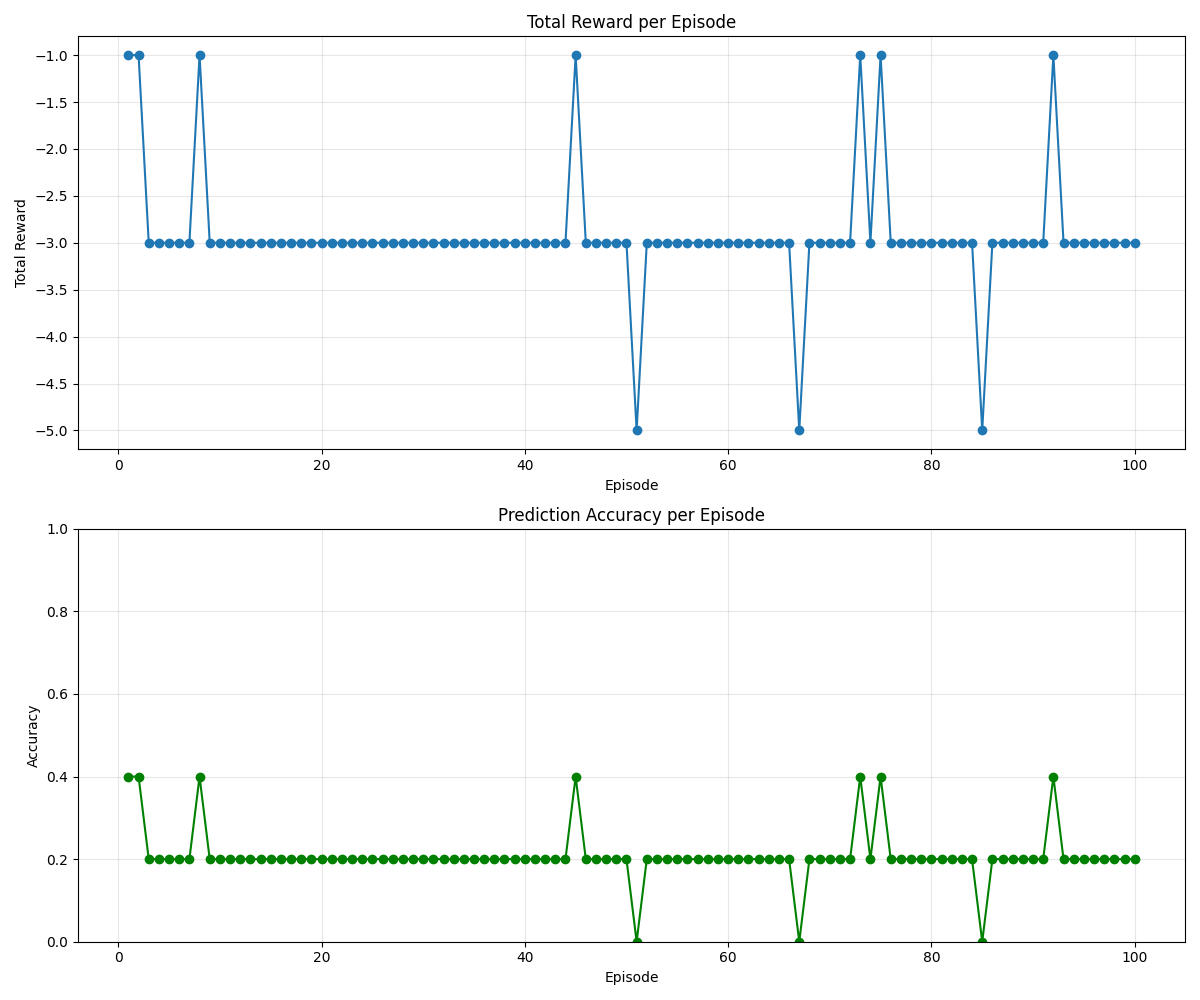 Total Reward per Episode
−1.0
−1.5
−2.0
−2.5
−3.0
−3.5
−4.0
−4.5
−5.0
Total Reward
0 20 40 60 80 100
Episode
Prediction Accuracy per Episode
1.0
0.8
0.6
0.4
0.2
0.0
Accuracy
0 20 40 60 80 100
Episode